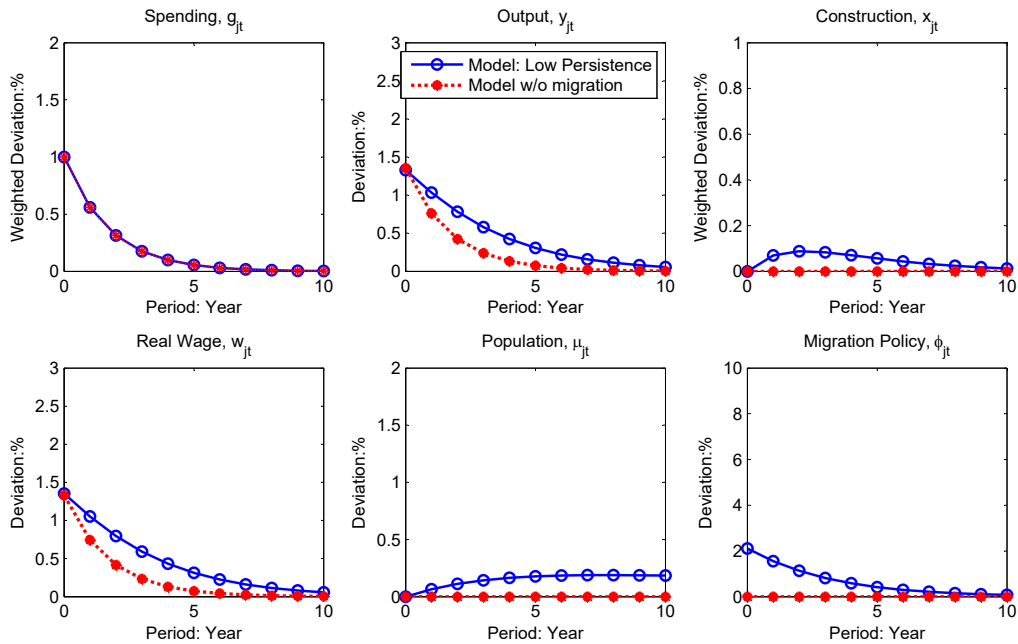 Spending, g_jt
Output, y_jt
Construction, x_jt
Weighted Deviation:%
2
1.5
1
0.5
0
0
5
10
Period: Year
Deviation:%
3
2.5
2
1.5
1
0.5
0
Model: Low Persistence
Model w/o migration
0
5
10
Period: Year
Weighted Deviation:%
1
0.8
0.6
0.4
0.2
0
0
5
10
Period: Year
Real Wage, w_jt
Population, μ_jt
Migration Policy, ϕ_jt
Deviation:%
3
2.5
2
1.5
1
0.5
0
0
5
10
Period: Year
Deviation:%
2
1.5
1
0.5
0
0
5
10
Period: Year
Deviation:%
10
8
6
4
2
0
0
5
10
Period: Year